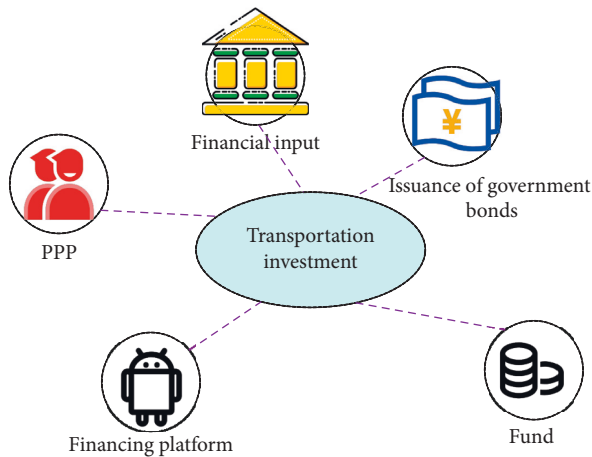 Financial input
¥
Issuance of government
bonds
PPP
Transportation
investment
Financing platform
Fund